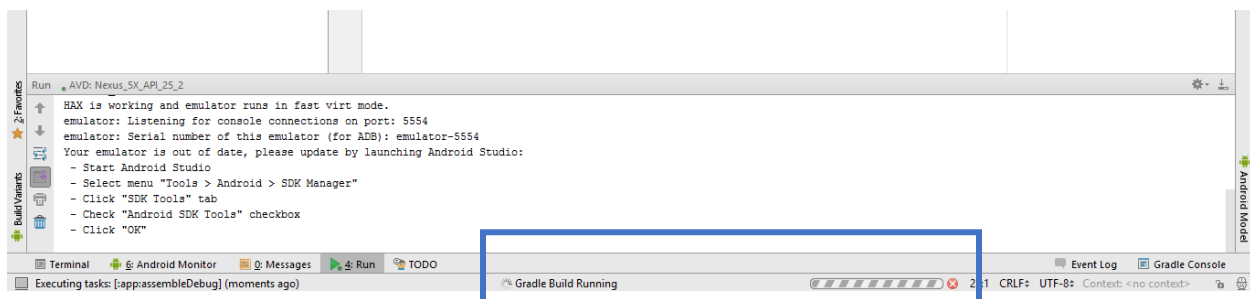 2: Favorites
Build Variants
Run AVD: Nexus_5X_API_25_2
HAX is working and emulator runs in fast virt mode.
emulator: Listening for console connections on port: 5554
emulator: Serial number of this emulator (for ADB): emulator-5554
Your emulator is out of date, please update by launching Android Studio:
- Start Android Studio
- Select menu "Tools > Android > SDK Manager"
- Click "SDK Tools" tab
- Check "Android SDK Tools" checkbox
- Click "OK"
Android Model
Terminal 6: Android Monitor 0: Messages 4: Run TODO Event Log Gradle Console
Executing tasks: [:app:assembleDebug] (moments ago) Gradle Build Running CRLF÷ UTF-8÷ Context: <no context>